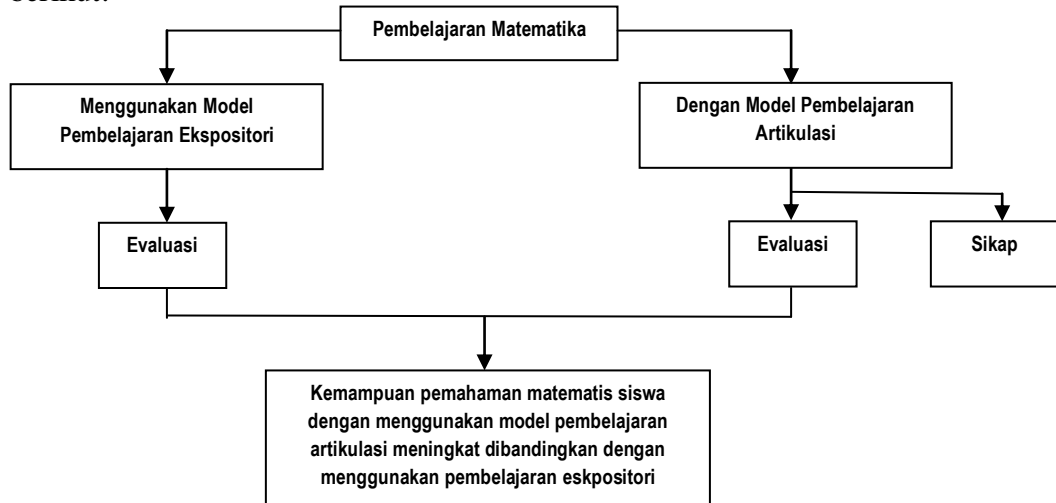 Pembelajaran Matematika
Menggunakan Model
Pembelajaran Ekspositori
Dengan Model Pembelajaran
Artikulasi
Evaluasi
Evaluasi
Sikap
Kemampuan pemahaman matematis siswa
dengan menggunakan model pembelajaran
artikulasi meningkat dibandingkan dengan
menggunakan pembelajaran eskpositori